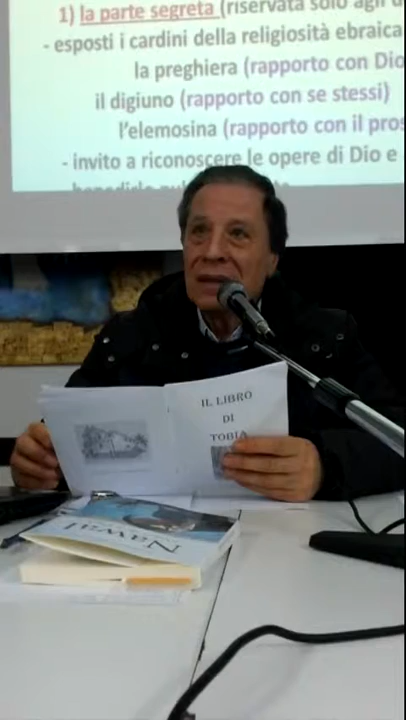 1) la parte segreta (riservata solo agli
- esposti i cardini della religiosità ebraica
la preghiera (rapporto con Dio
il digiuno (rapporto con se stessi)
l'elemosina (rapporto con il pros
- invito a riconoscere le opere di Dio e
IL LIBRO
DI
TOBIA
Nawal